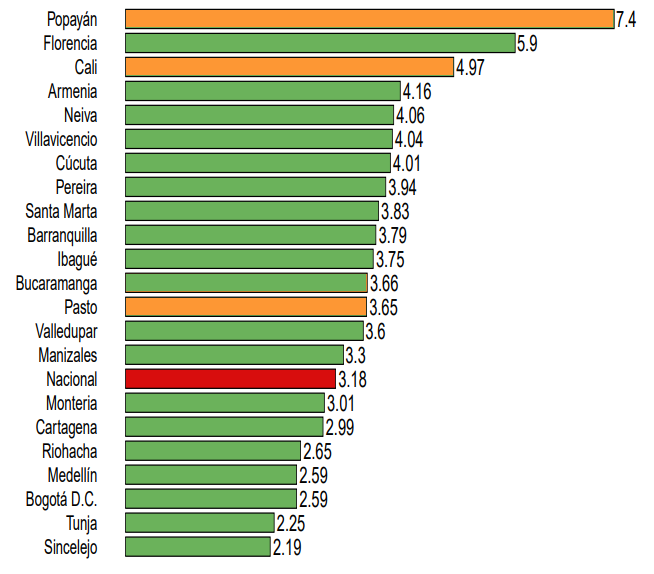 Popayán 7.4
Florencia 5.9
Cali 4.97
Armenia 4.16
Neiva 4.06
Villavicencio 4.04
Cúcuta 4.01
Pereira 3.94
Santa Marta 3.83
Barranquilla 3.79
Ibagué 3.75
Bucaramanga 3.66
Pasto 3.65
Valledupar 3.6
Manizales 3.3
Nacional 3.18
Monteria 3.01
Cartagena 2.99
Riohacha 2.65
Medellín 2.59
Bogotá D.C. 2.59
Tunja 2.25
Sincelejo 2.19